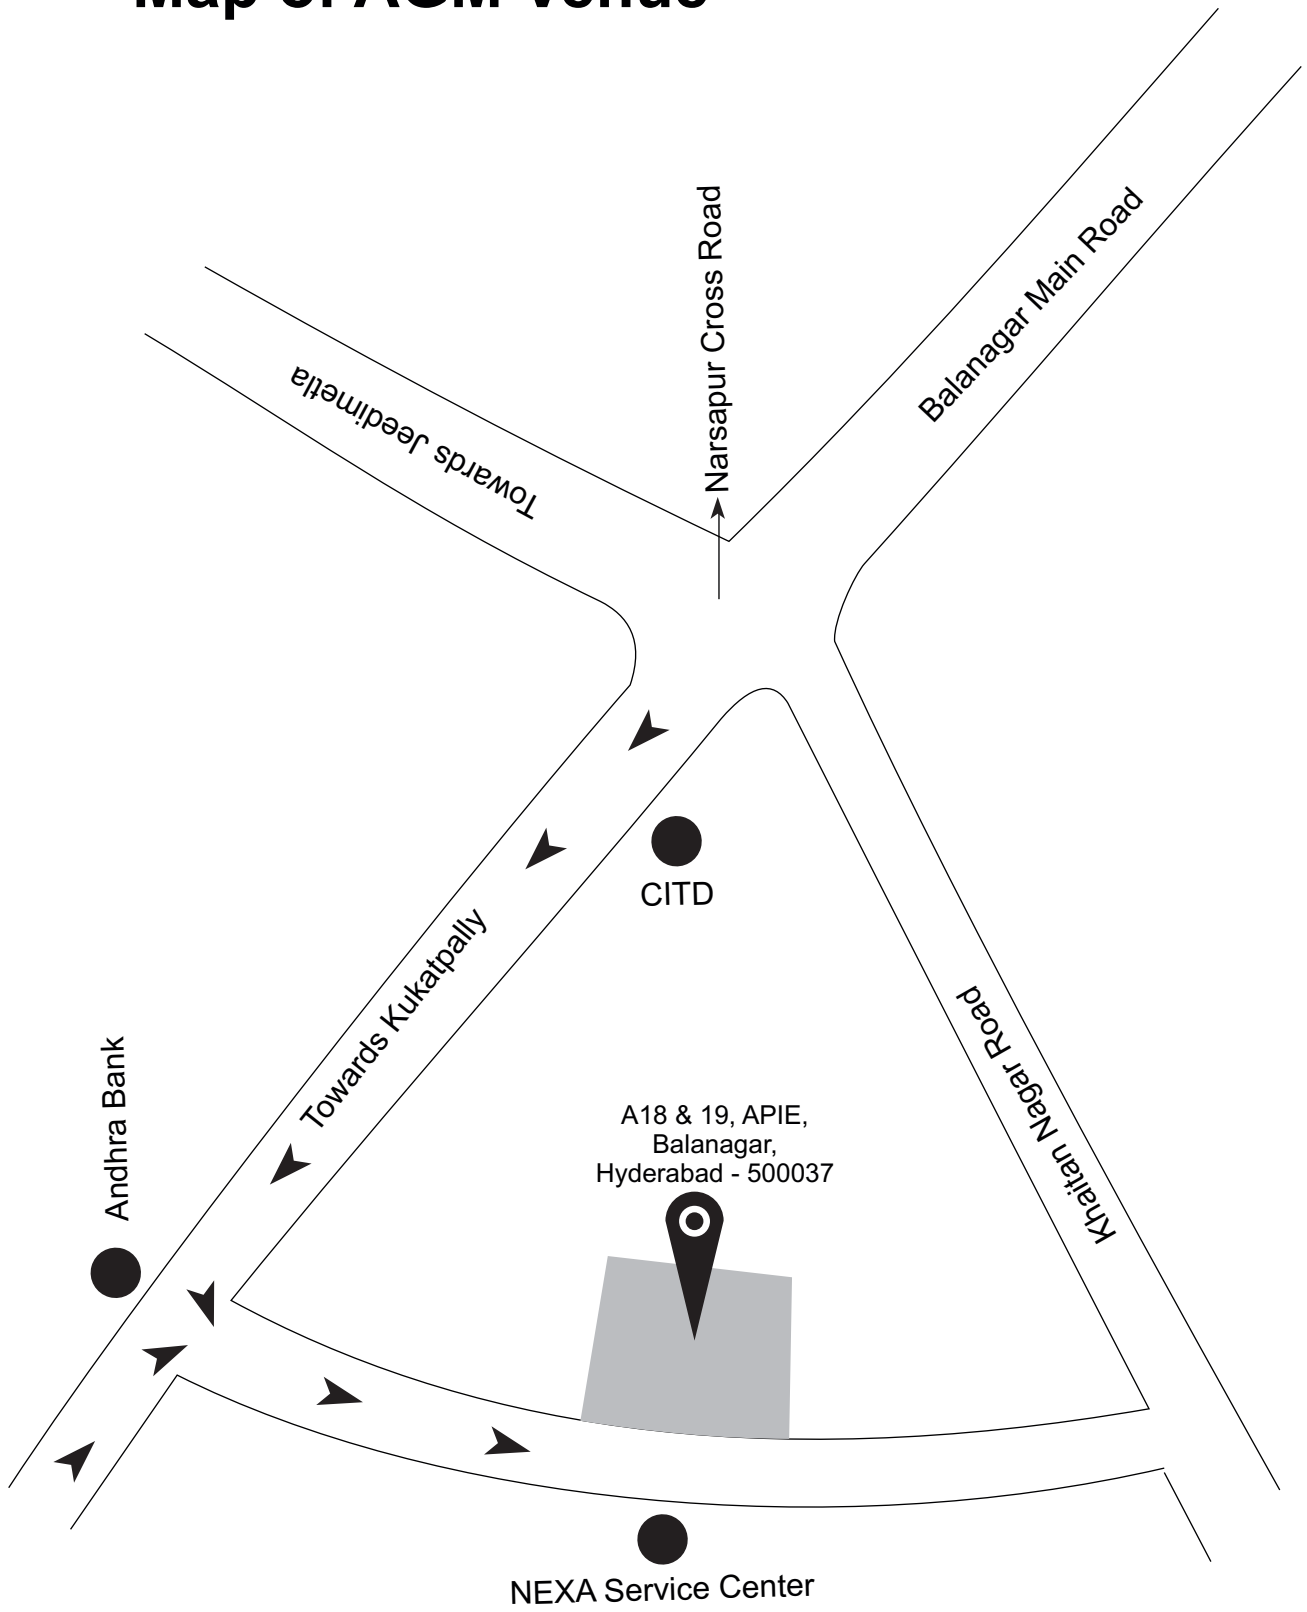 Map of AGM Venue
Narsapur Cross Road
Balanagar Main Road
Towards Jeedimetla
CITD
Towards Kukatpally
Khaitan Nagar Road
Andhra Bank
A18 & 19, APIE,
Balanagar,
Hyderabad - 500037
NEXA Service Center